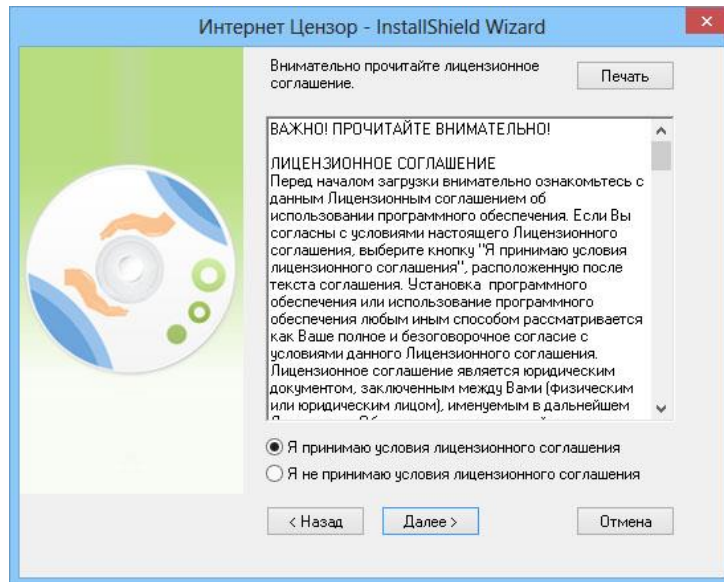 Интернет Цензор - InstallShield Wizard
Внимательно прочитайте лицензионное
соглашение.
Печать
ВАЖНО! ПРОЧИТАЙТЕ ВНИМАТЕЛЬНО!
ЛИЦЕНЗИОННОЕ СОГЛАШЕНИЕ
Перед началом загрузки внимательно ознакомьтесь с
данным Лицензионным соглашением об
использовании программного обеспечения. Если Вы
согласны с условиями настоящего Лицензионного
соглашения, выберите кнопку "Я принимаю условия
лицензионного соглашения", расположенную после
текста соглашения. Установка программного
обеспечения или использование программного
обеспечения любым иным способом рассматривается
как Ваше полное и безоговорочное согласие с
условиями данного Лицензионного соглашения.
Лицензионное соглашение является юридическим
документом, заключенным между Вами (физическим
или юридическим лицом), именуемым в дальнейшем
Я принимаю условия лицензионного соглашения
Я не принимаю условия лицензионного соглашения
< Назад
Далее >
Отмена